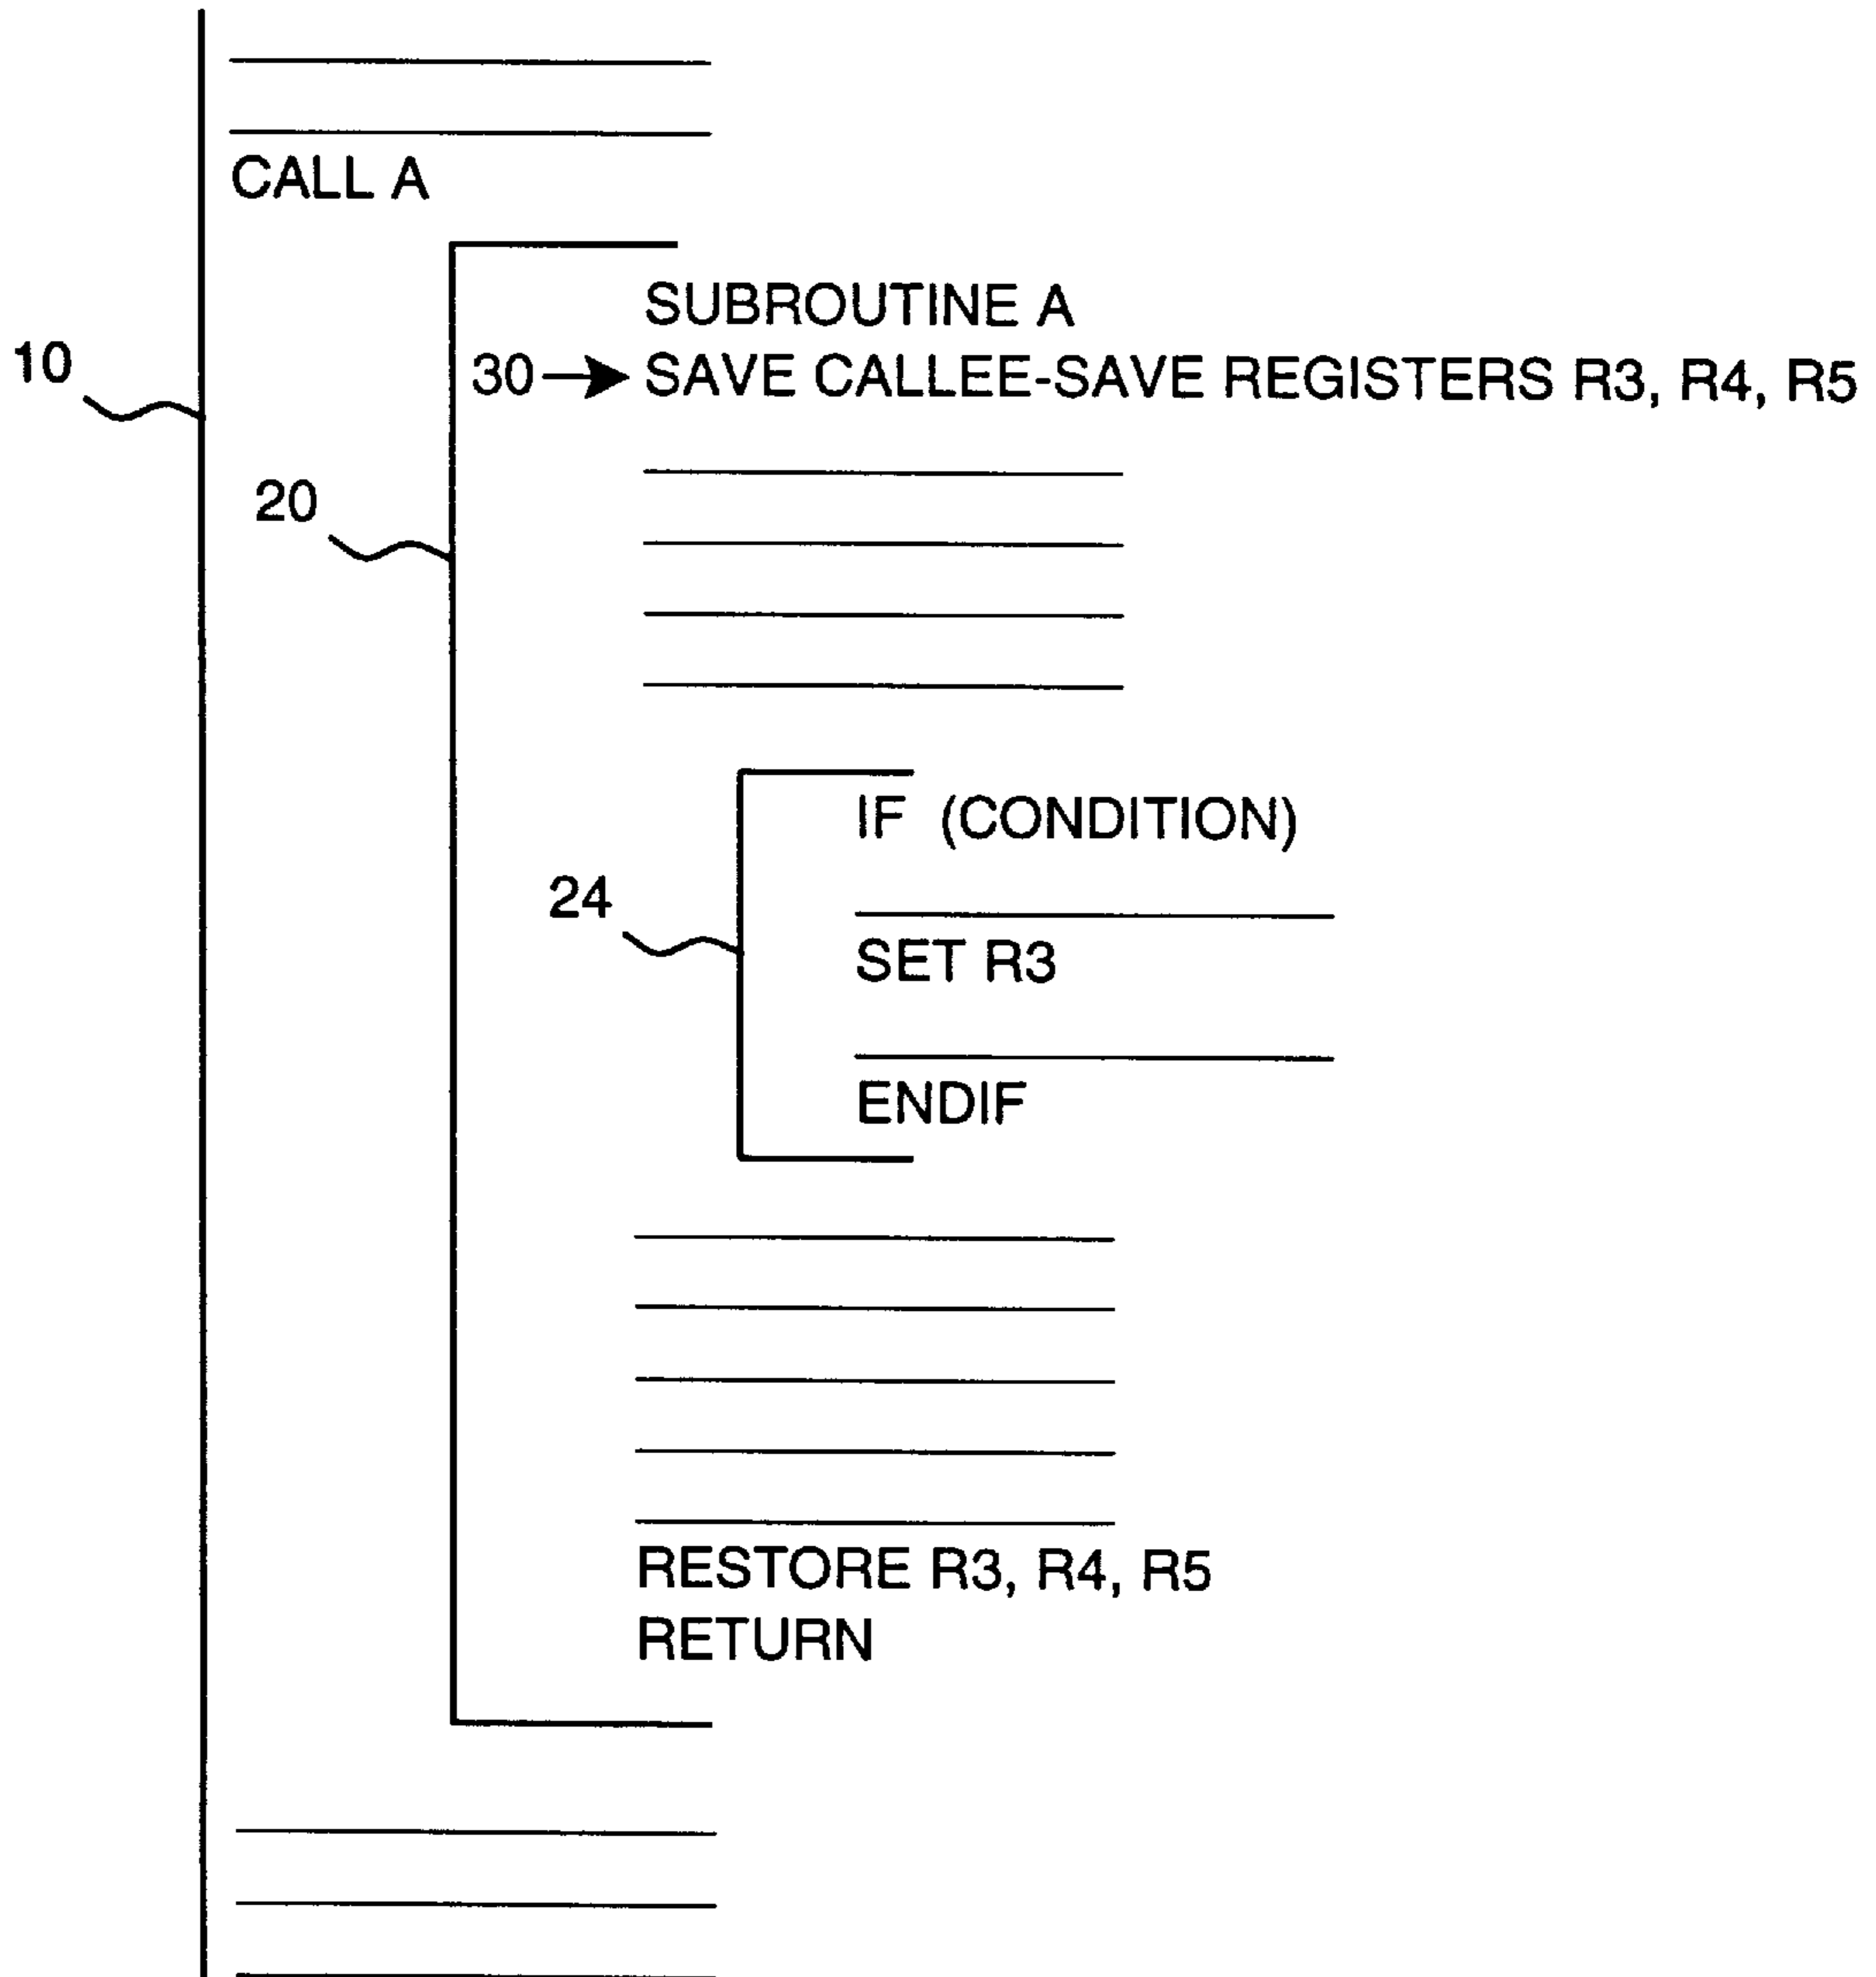 CALL A
SUBROUTINE A
10
30 SAVE CALLEE-SAVE REGISTERS R3, R4, R5
20
IF (CONDITION)
24
SET R3
ENDIF
RESTORE R3, R4, R5
RETURN